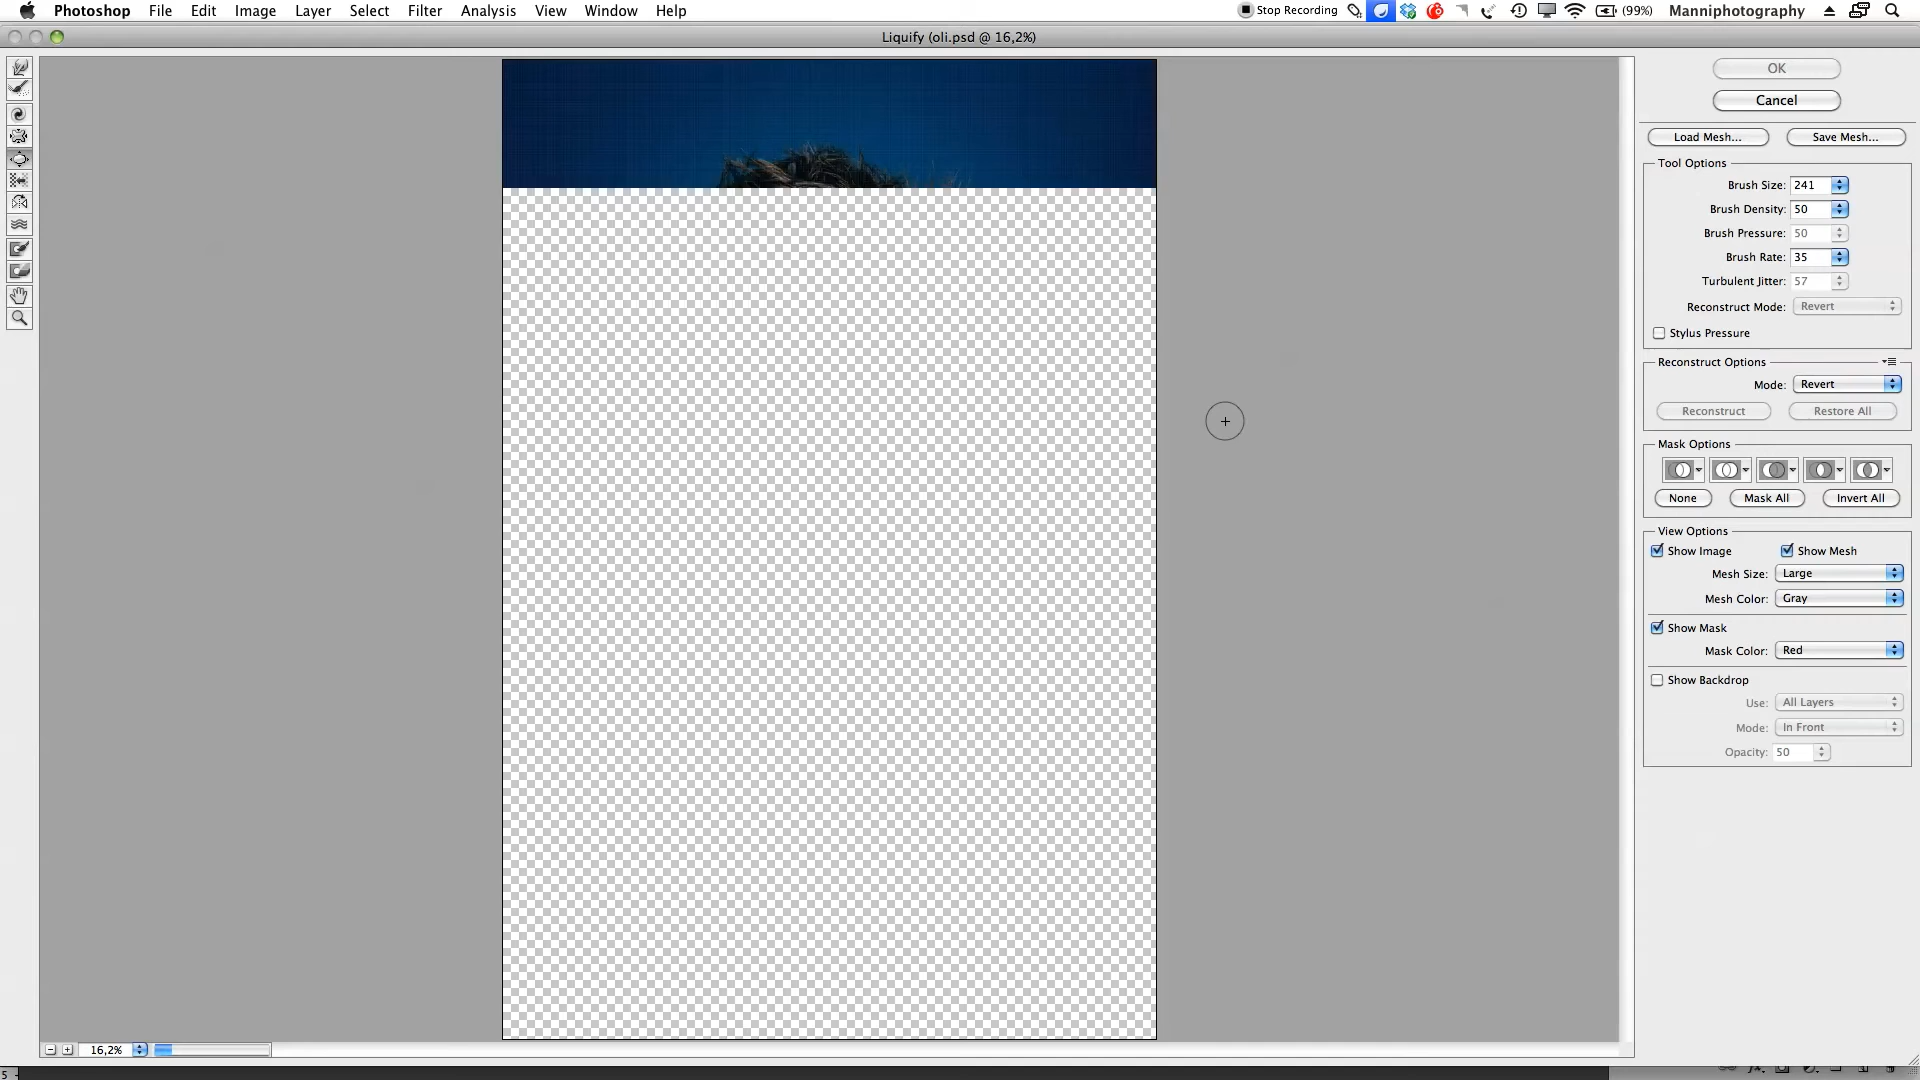 Photoshop File Edit Image Layer Select Filter Analysis View Window Help Stop Recording (99%) Manniphotography
Liquify (oli.psd @ 16,2%)
OK
Cancel
Load Mesh... Save Mesh...
Tool Options
Brush Size: 241
Brush Density: 50
Brush Pressure: 50
Brush Rate: 35
Turbulent Jitter: 57
Reconstruct Mode: Revert
Stylus Pressure
Reconstruct Options
Mode: Revert
Reconstruct Restore All
Mask Options
None Mask All Invert All
View Options
Show Image Show Mesh
Mesh Size: Large
Mesh Color: Gray
Show Mask
Mask Color: Red
Show Backdrop
Use: All Layers
Mode: In Front
Opacity: 50
16,2%